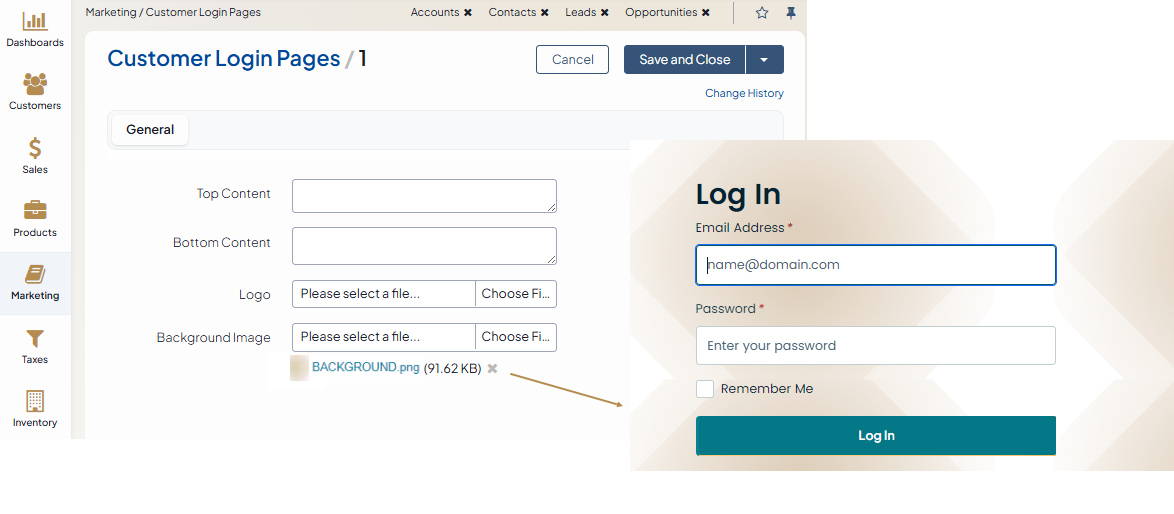 Marketing / Customer Login Pages
Accounts ✖ Contacts ✖ Leads ✖ Opportunities ✖
Dashboards
Customers
Sales
Products
Marketing
Taxes
Inventory
Customer Login Pages / 1
Cancel
Save and Close
Change History
General
Top Content
Bottom Content
Logo
Please select a file... Choose Fi...
Background Image
Please select a file... Choose Fi...
BACKGROUND.png (91.62 KB) ✖
Log In
Email Address *
name@domain.com
Password *
Enter your password
Remember Me
Log In